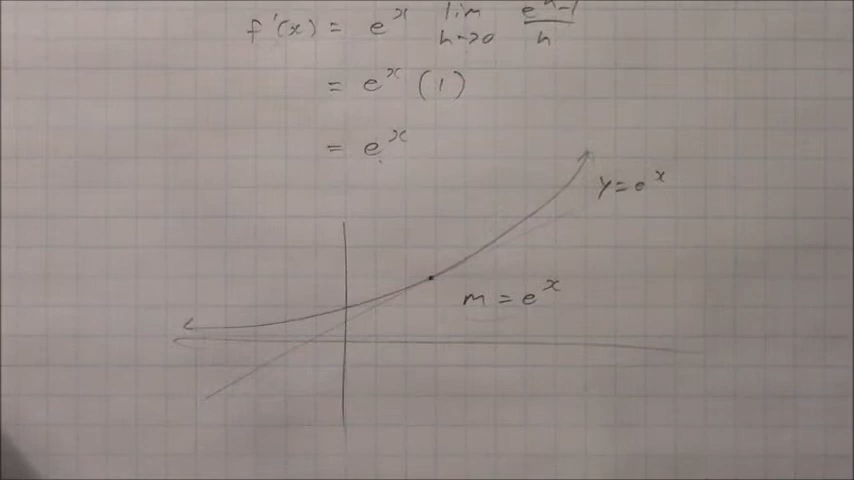 f'(x) = e^x lim h->0 e^h-1/h
= e^x (1)
= e^x
y=e^x
m = e^x